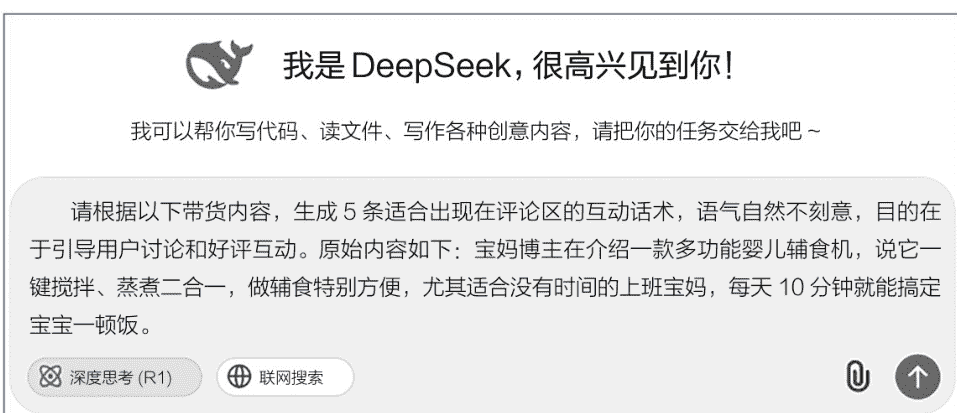 我是 DeepSeek，很高兴见到你！
我可以帮你写代码、读文件、写作各种创意内容，请把你的任务交给我吧 ~
请根据以下带货内容，生成 5 条适合出现在评论区的互动话术，语气自然不刻意，目的在
于引导用户讨论和好评互动。原始内容如下：宝妈博主在介绍一款多功能婴儿辅食机，说它一
键搅拌、蒸煮二合一，做辅食特别方便，尤其适合没有时间的上班宝妈，每天 10 分钟就能搞定
宝宝一顿饭。
深度思考 (R1) 联网搜索